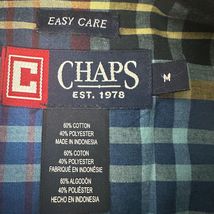 EASY CARE
C
CHAPS
EST. 1978
M
60% COTTON
40% POLYESTER
MADE IN INDONESIA
60% COTON
40% POLYESTER
FABRIQUÉ EN INDONÉSIE
60% ALGODÓN
40% POLIÉSTER
HECHO EN INDONESIA